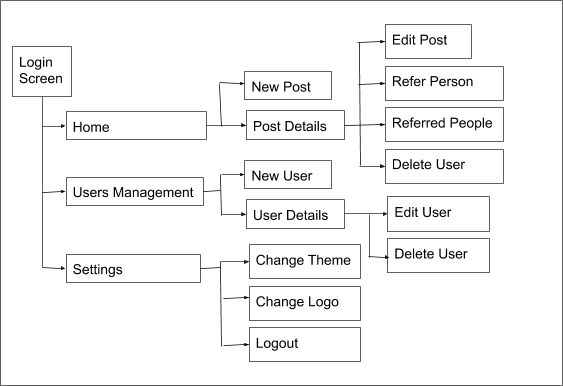 Login
Screen
Home
New Post
Post Details
Edit Post
Refer Person
Referred People
Delete User
Users Management
New User
User Details
Edit User
Delete User
Settings
Change Theme
Change Logo
Logout